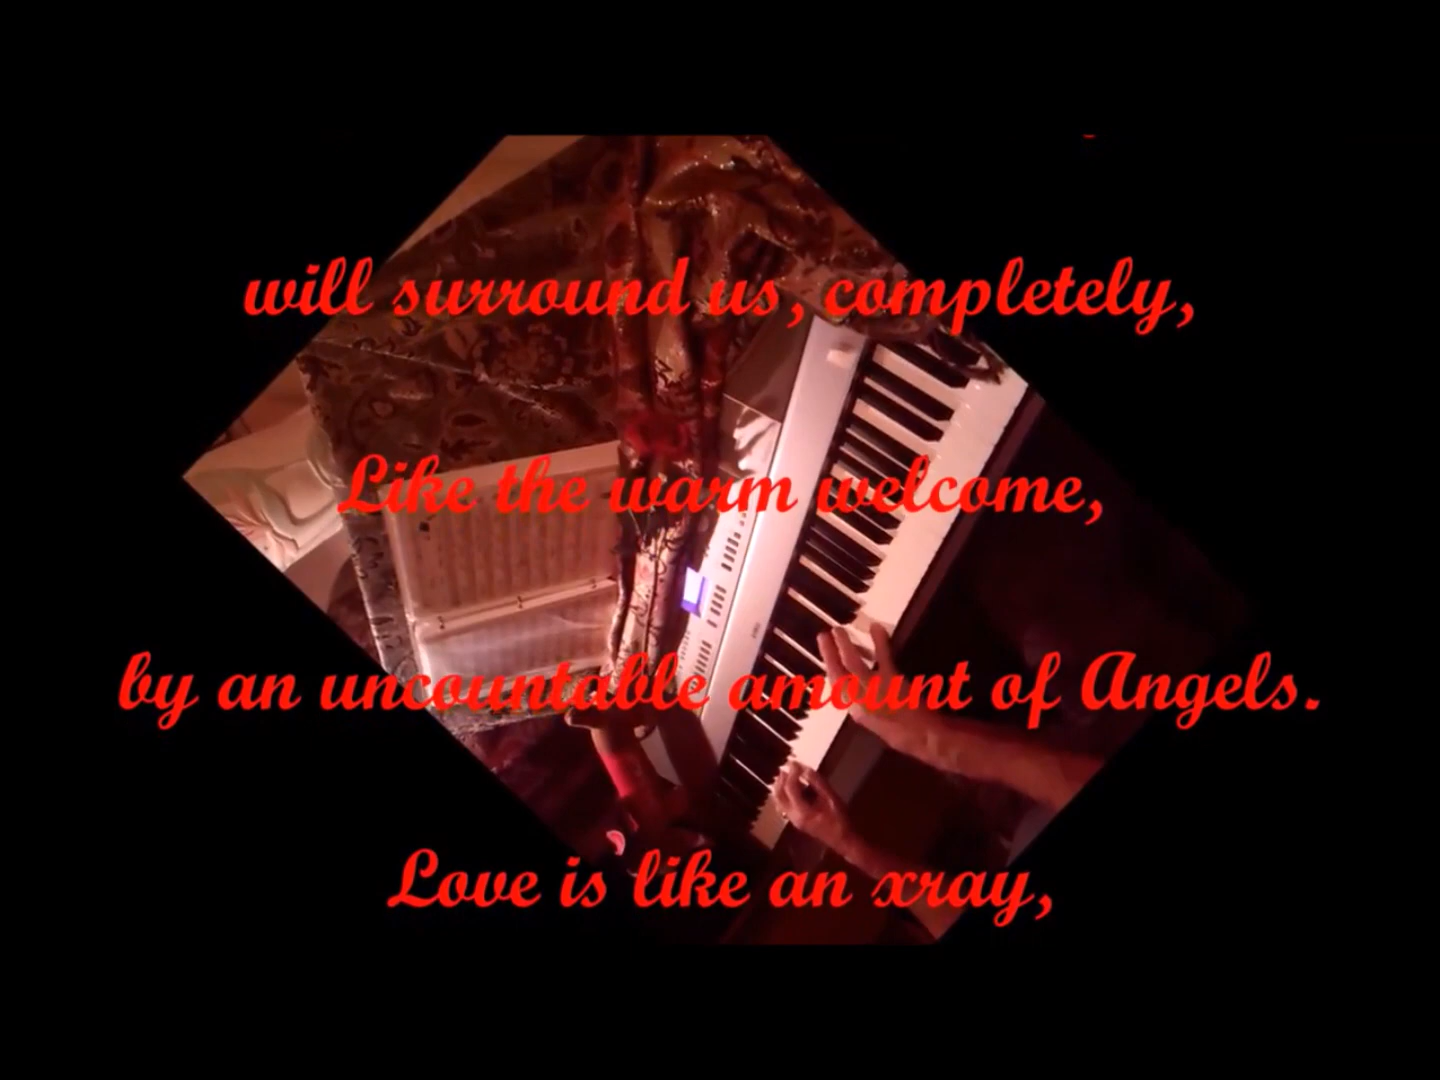 will surround us, completely,
Like the warm welcome,
by an uncountable amount of Angels.
Love is like an xray,